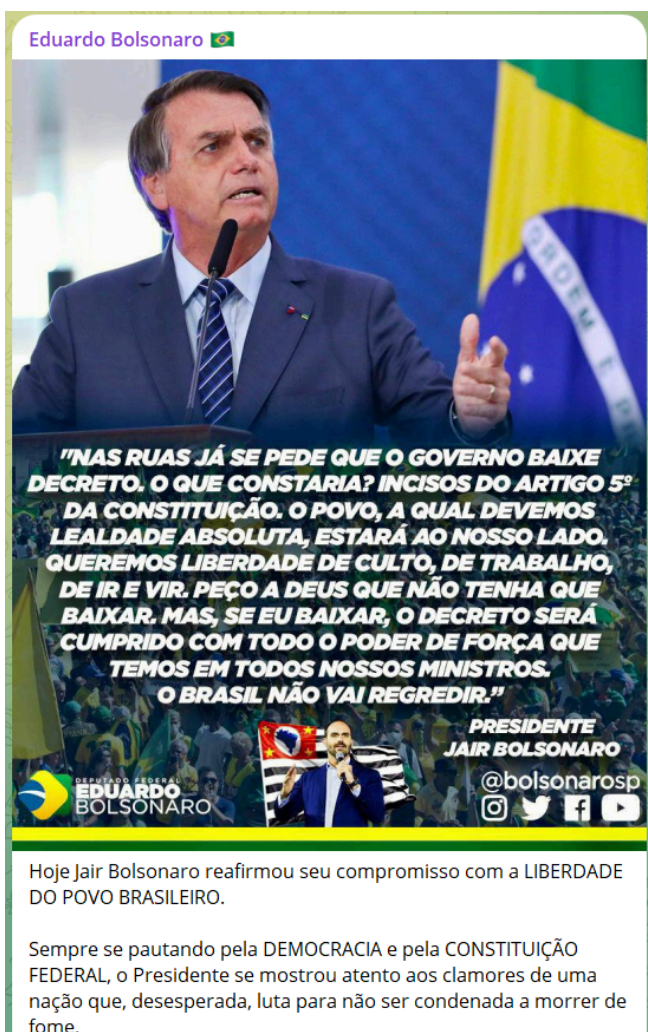 Eduardo Bolsonaro 🇧🇷
ORDEM E P
"NAS RUAS JÁ SE PEDE QUE O GOVERNO BAIXE
DECRETO. O QUE CONSTARIA? INCISOS DO ARTIGO 5º
DA CONSTITUIÇÃO. O POVO, A QUAL DEVEMOS
LEALDADE ABSOLUTA, ESTARÁ AO NOSSO LADO.
QUEREMOS LIBERDADE DE CULTO, DE TRABALHO,
DE IR E VIR. PEÇO A DEUS QUE NÃO TENHA QUE
BAIXAR. MAS, SE EU BAIXAR, O DECRETO SERÁ
CUMPRIDO COM TODO O PODER DE FORÇA QUE
TEMOS EM TODOS NOSSOS MINISTROS.
O BRASIL NÃO VAI REGREDIR.”
PRESIDENTE
JAIR BOLSONARO
DEPUTADO FEDERAL
EDUARDO
BOLSONARO
@bolsonarosp
Hoje Jair Bolsonaro reafirmou seu compromisso com a LIBERDADE
DO POVO BRASILEIRO.
Sempre se pautando pela DEMOCRACIA e pela CONSTITUIÇÃO
FEDERAL, o Presidente se mostrou atento aos clamores de uma
nação que, desesperada, luta para não ser condenada a morrer de
fome.